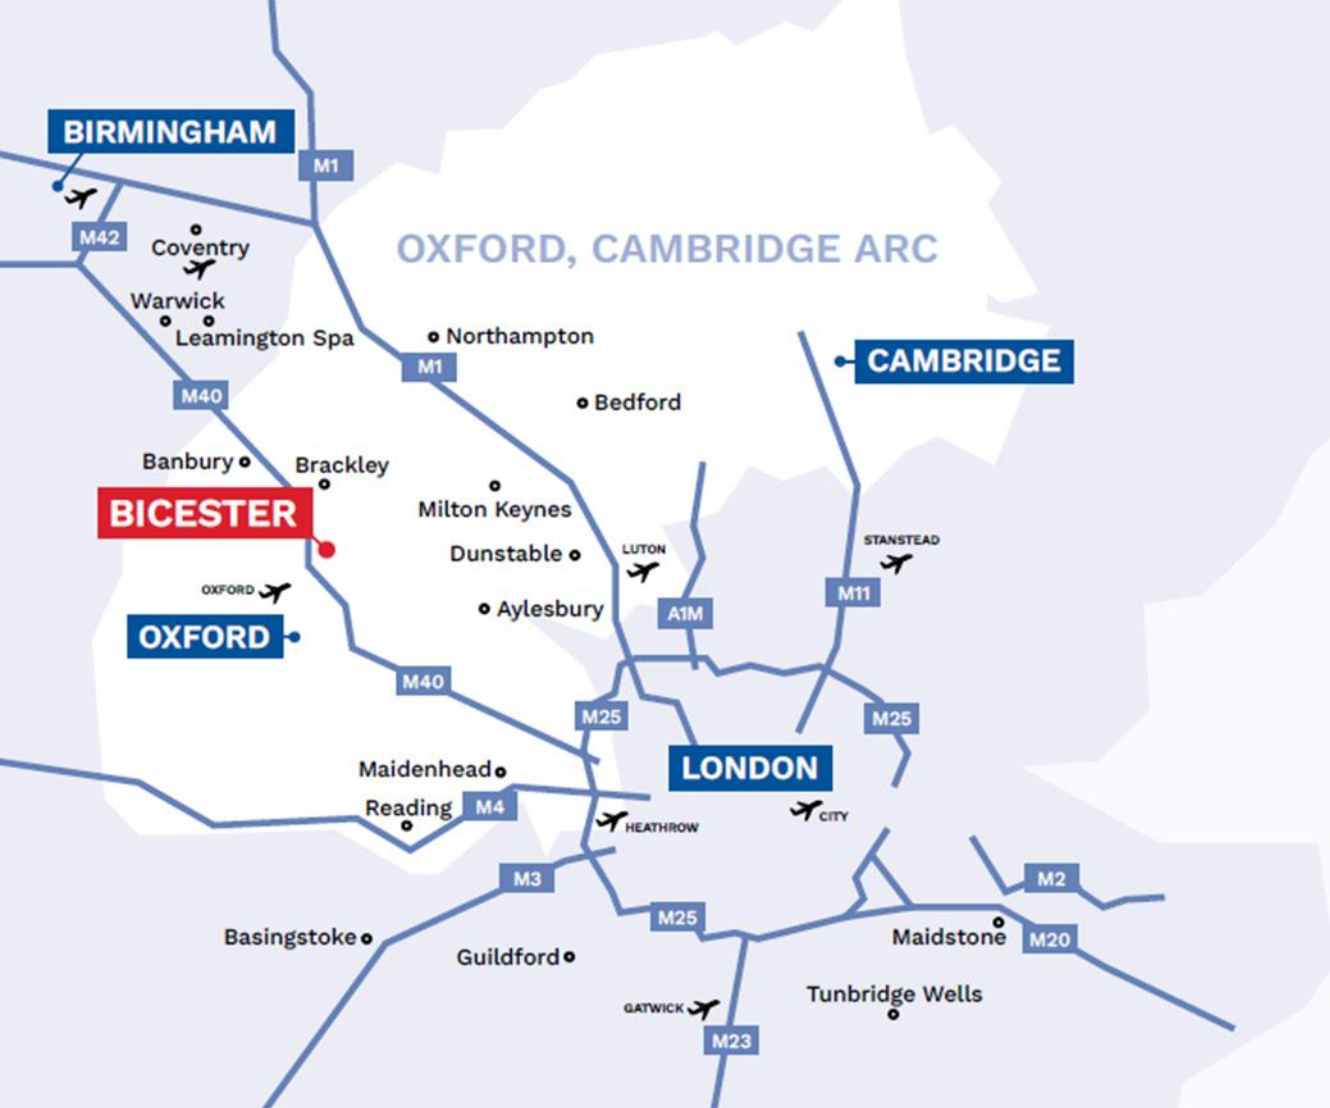 BIRMINGHAM
M1
M42
Coventry
OXFORD, CAMBRIDGE ARC
Warwick
Leamington Spa
Northampton
M1
CAMBRIDGE
M40
Bedford
Banbury
Brackley
Milton Keynes
BICESTER
Dunstable
LUTON
STANSTEAD
OXFORD
M11
Aylesbury
A1M
OXFORD
M40
M25
M25
Maidenhead
LONDON
Reading
M4
HEATHROW
CITY
M3
M2
M25
Basingstoke
Maidstone
M20
Guildford
Tunbridge Wells
GATWICK
M23